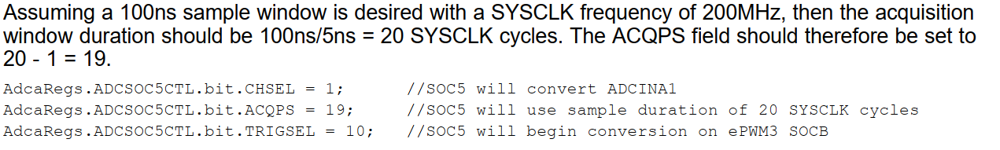 Assuming a 100ns sample window is desired with a SYSCLK frequency of 200MHz, then the acquisition
window duration should be 100ns/5ns = 20 SYSCLK cycles. The ACQPS field should therefore be set to
20 - 1 = 19.
AdcaRegs.ADCSOC5CTL.bit.CHSEL = 1;      //SOC5 will convert ADCINA1
AdcaRegs.ADCSOC5CTL.bit.ACQPS = 19;     //SOC5 will use sample duration of 20 SYSCLK cycles
AdcaRegs.ADCSOC5CTL.bit.TRIGSEL = 10;   //SOC5 will begin conversion on ePWM3 SOCB